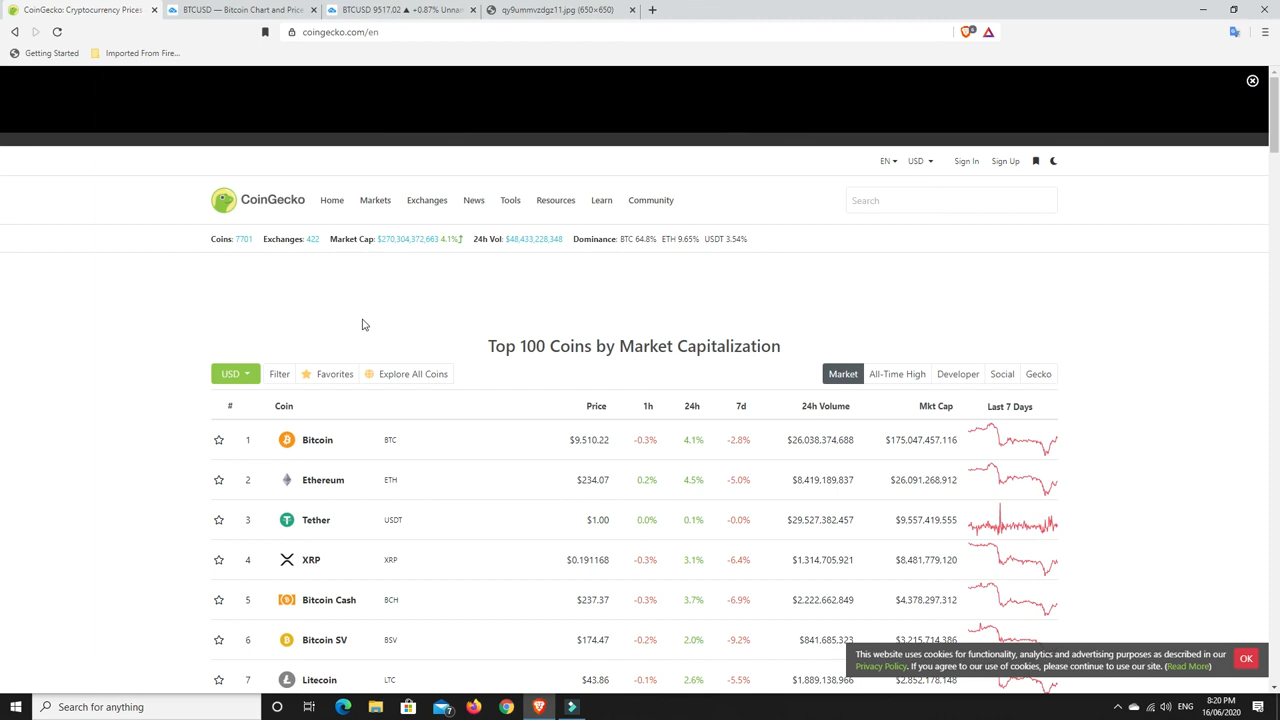 CoinGecko: Cryptocurrency Prices
BTCUSD — Bitcoin Chart and Price
BTCUSD 9517.02 ▲ +0.87% Unnam
qy9ummvzdgz11.jpg (650×650)
coingecko.com/en
Getting Started
Imported From Fire...
EN
USD
Sign In
Sign Up
CoinGecko
Home
Markets
Exchanges
News
Tools
Resources
Learn
Community
Search
Coins: 7701 Exchanges: 422 Market Cap: $270,304,372,663 4.1% 24h Vol: $48,433,228,348 Dominance: BTC 64.8% ETH 9.65% USDT 3.54%
Top 100 Coins by Market Capitalization
USD Filter Favorites Explore All Coins Market All-Time High Developer Social Gecko
# Coin Price 1h 24h 7d 24h Volume Mkt Cap Last 7 Days
1 Bitcoin BTC $9,510.22 -0.3% 4.1% -2.8% $26,038,374,688 $175,047,457,116
2 Ethereum ETH $234.07 0.2% 4.5% -5.0% $8,419,189,837 $26,091,268,912
3 Tether USDT $1.00 0.0% 0.1% -0.0% $29,527,382,457 $9,557,419,555
4 XRP XRP $0.191168 -0.3% 3.1% -6.4% $1,314,705,921 $8,481,779,120
5 Bitcoin Cash BCH $237.37 -0.3% 3.7% -6.9% $2,222,662,849 $4,378,297,312
6 Bitcoin SV BSV $174.47 -0.2% 2.0% -9.2% $841,685,323 $3,215,714,386
7 Litecoin LTC $43.86 -0.1% 2.6% -5.5% $1,889,138,966 $2,852,178,148
This website uses cookies for functionality, analytics and advertising purposes as described in our
Privacy Policy. If you agree to our use of cookies, please continue to use our site. (Read More)
OK
Type here to search